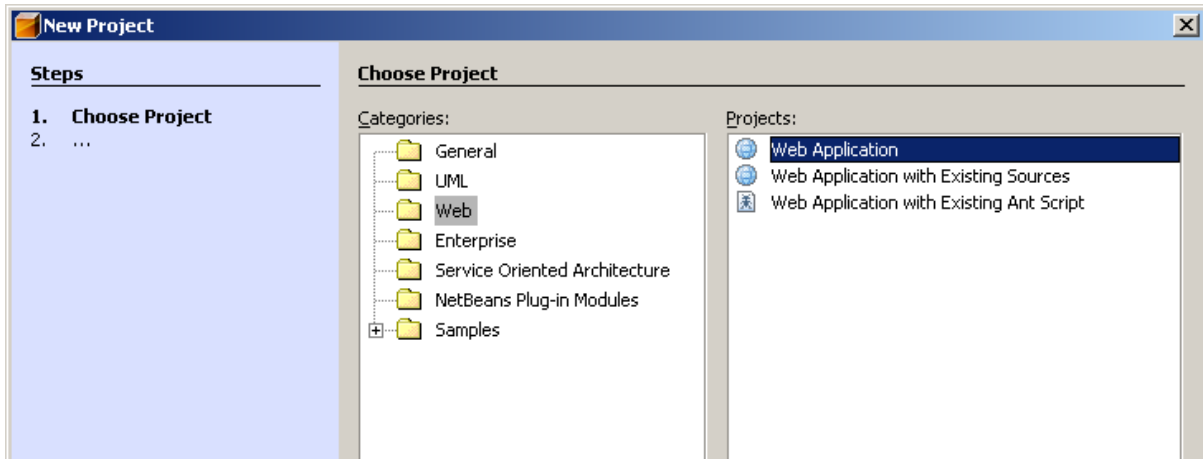 New Project
Steps
1. Choose Project
2. ...
Choose Project
Categories:
General
UML
Web
Enterprise
Service Oriented Architecture
NetBeans Plug-in Modules
Samples
Projects:
Web Application
Web Application with Existing Sources
Web Application with Existing Ant Script